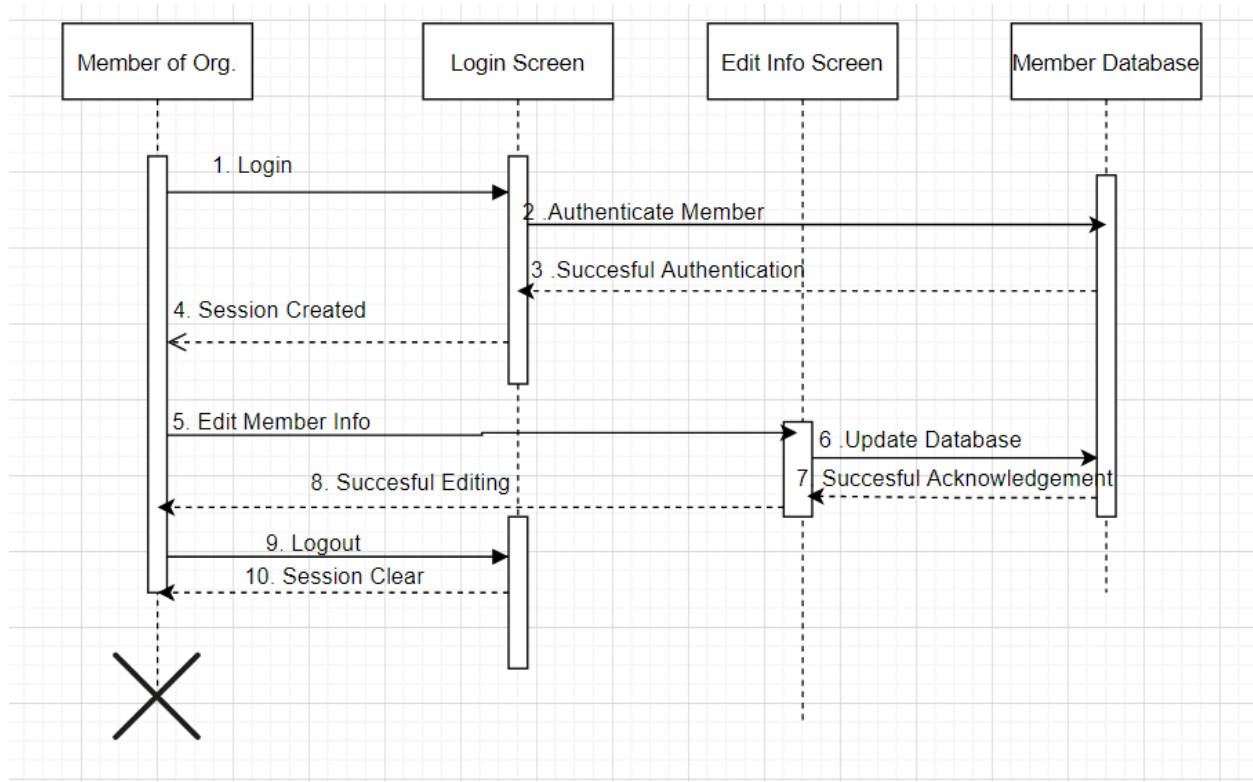 Member of Org.
Login Screen
Edit Info Screen
Member Database
1. Login
2 .Authenticate Member
3 .Succesful Authentication
4. Session Created
5. Edit Member Info
6 .Update Database
7. Succesful Acknowledgement
8. Succesful Editing
9. Logout
10. Session Clear